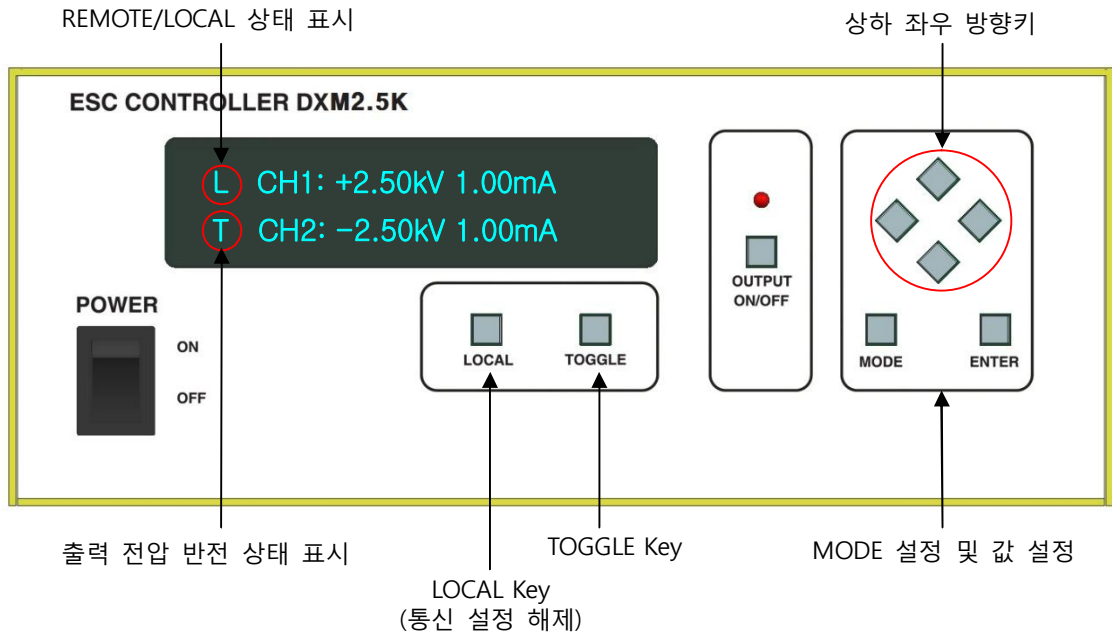 REMOTE/LOCAL 상태 표시
상하 좌우 방향키
ESC CONTROLLER DXM2.5K
L CH1: +2.50kV 1.00mA
T CH2: -2.50kV 1.00mA
OUTPUT
ON/OFF
POWER
ON
OFF
LOCAL
TOGGLE
MODE
ENTER
출력 전압 반전 상태 표시
TOGGLE Key
MODE 설정 및 값 설정
LOCAL Key
(통신 설정 해제)